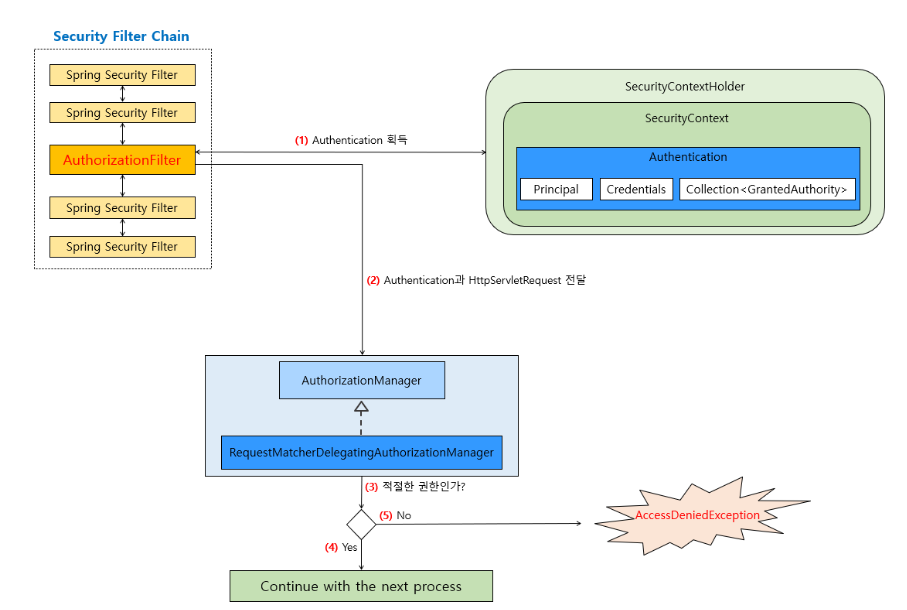 Security Filter Chain
Spring Security Filter
Spring Security Filter
AuthorizationFilter
Spring Security Filter
Spring Security Filter
(1) Authentication 획득
SecurityContextHolder
SecurityContext
Authentication
Principal
Credentials
Collection<GrantedAuthority>
(2) Authentication과 HttpServletRequest 전달
AuthorizationManager
RequestMatcherDelegatingAuthorizationManager
(3) 적절한 권한인가?
(5) No
AccessDeniedException
(4) Yes
Continue with the next process